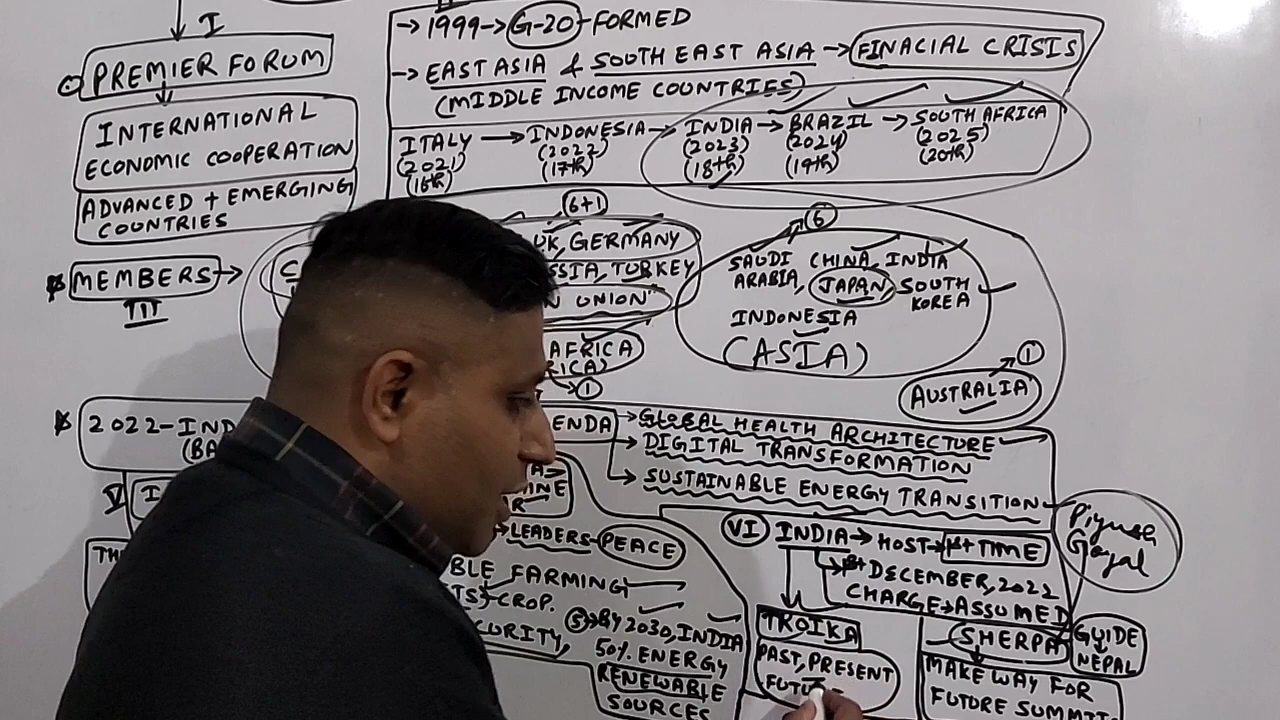 I
PREMIER FORUM
INTERNATIONAL
ECONOMIC COOPERATION
ADVANCED + EMERGING
COUNTRIES
→ 1999 → G-20 - FORMED
→ EAST ASIA & SOUTH EAST ASIA → FINACIAL CRISIS
(MIDDLE INCOME COUNTRIES)
ITALY → INDONESIA → INDIA → BRAZIL → SOUTH AFRICA
(2021) (2022) (2023) (2024) (2025)
(16th) (17th) (18th) (19th) (20th)
MEMBERS →
III
6+1
UK, GERMANY
SSIA, TURKEY
N UNION"
AFRICA
RICA)
1
6
SAUDI CHINA, INDIA
ARABIA, JAPAN, SOUTH
KOREA
INDONESIA
(ASIA)
1
AUSTRALIA
2022-IND
(BA
ENDA
→ GLOBAL HEALTH ARCHITECTURE
→ DIGITAL TRANSFORMATION
→ SUSTAINABLE ENERGY TRANSITION
Piyush
Goyal
V
TH
→ LEADERS - PEACE
BLE FARMING
CROP.
CURITY,
5 → BY 2030, INDIA
50% ENERGY
RENEWABLE
SOURCES
VI INDIA → HOST → 1st TIME
→ 1st DECEMBER, 2022
CHARGE → ASSUMED
TROIKA
PAST, PRESENT
FUTU
SHERPA
GUIDE
NEPAL
MAKE WAY FOR
FUTURE SUMMIT